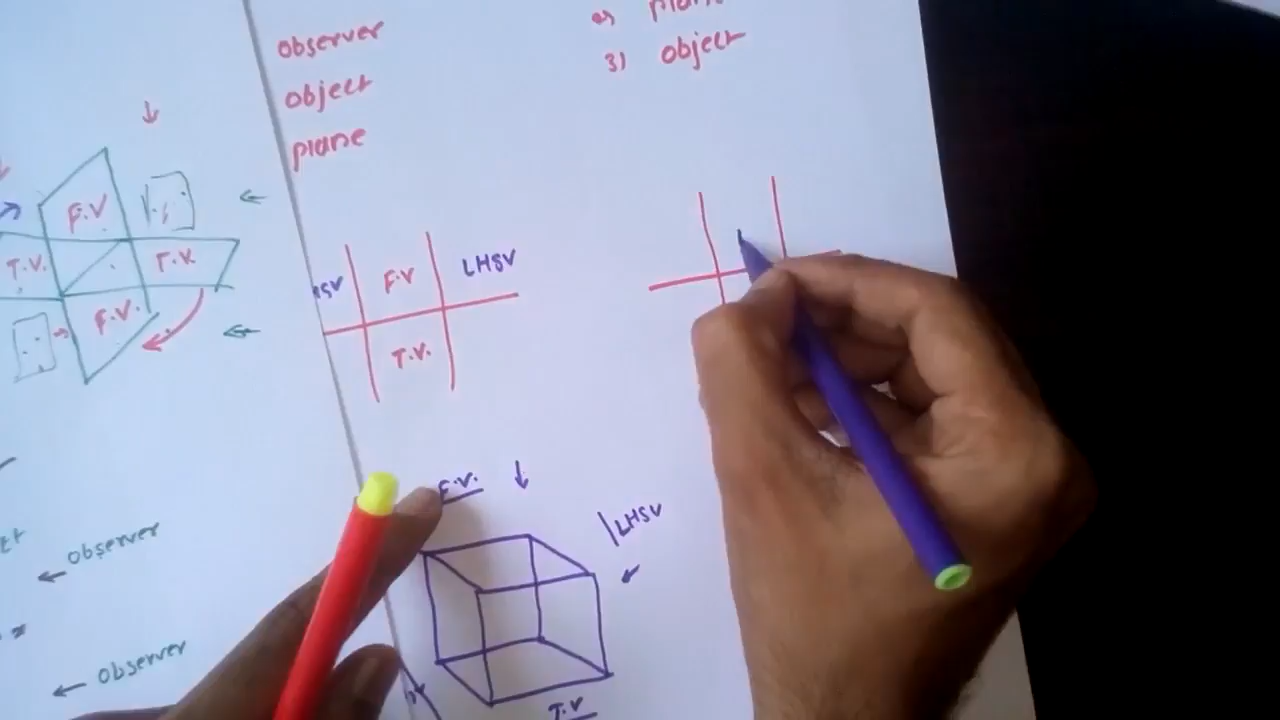 observer
object
plane
3) object
F.V
T.V.
T.V.
F.V.
F.V
LHSV
T.V.
F.V.
LHSV
observer
observer
T.V